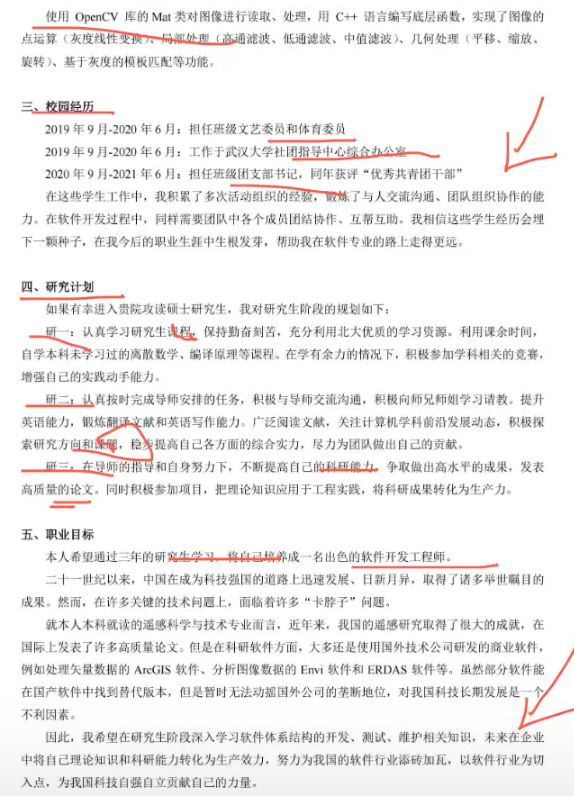 使用 OpenCV 库的 Mat 类对图像进行读取、处理，用 C++ 语言编写底层函数，实现了图像的
点运算（灰度线性变换）、局部处理（高通滤波、低通滤波、中值滤波）、几何处理（平移、缩放、
旋转）、基于灰度的模板匹配等功能。
三、校园经历
2019 年 9 月-2020 年 6 月：担任班级文艺委员和体育委员
2019 年 9 月-2020 年 6 月：工作于武汉大学社团指导中心综合办公室
2020 年 9 月-2021 年 6 月：担任班级团支部书记，同年获评“优秀共青团干部”
在这些学生工作中，我积累了多次活动组织的经验，锻炼了与人交流沟通、团队组织协作的能
力。在软件开发过程中，同样需要团队中各个成员团结协作、互帮互助。我相信这些学生经历会埋
下一颗种子，在我今后的职业生涯中生根发芽，帮助我在软件专业的路上走得更远。
四、研究计划
如果有幸进入贵院攻读硕士研究生，我对研究生阶段的规划如下：
研一：认真学习研究生课程，保持勤奋刻苦，充分利用北大优质的学习资源。利用课余时间，
自学本科未学习过的离散数学、编译原理等课程。在学有余力的情况下，积极参加学科相关的竞赛，
增强自己的实践动手能力。
研二：认真按时完成导师安排的任务，积极与导师交流沟通，积极向师兄师姐学习请教。提升
英语能力，锻炼翻译文献和英语写作能力。广泛阅读文献，关注计算机学科前沿发展动态，积极探
索研究方向和课题，稳步提高自己各方面的综合实力，尽力为团队做出自己的贡献。
研三：在导师的指导和自身努力下，不断提高自己的科研能力，争取做出高水平的成果，发表
高质量的论文。同时积极参加项目，把理论知识应用于工程实践，将科研成果转化为生产力。
五、职业目标
本人希望通过三年的研究生学习，将自己培养成一名出色的软件开发工程师。
二十一世纪以来，中国在成为科技强国的道路上迅速发展、日新月异，取得了诸多举世瞩目的
成果。然而，在许多关键的技术问题上，面临着许多“卡脖子”问题。
就本人本科就读的遥感科学与技术专业而言，近年来，我国的遥感研究取得了很大的成就，在
国际上发表了许多高质量论文。但是在科研软件方面，大多还是使用国外技术公司研发的商业软件，
例如处理矢量数据的 ArcGIS 软件、分析图像数据的 Envi 软件和 ERDAS 软件等。虽然部分软件能
在国产软件中找到替代版本，但是暂时无法动摇国外公司的垄断地位，对我国科技长期发展是一个
不利因素。
因此，我希望在研究生阶段深入学习软件体系结构的开发、测试、维护相关知识，未来在企业
中将自己理论知识和科研能力转化为生产效力，努力为我国的软件行业添砖加瓦，以软件行业为切
入点，为我国科技自强自立贡献自己的力量。